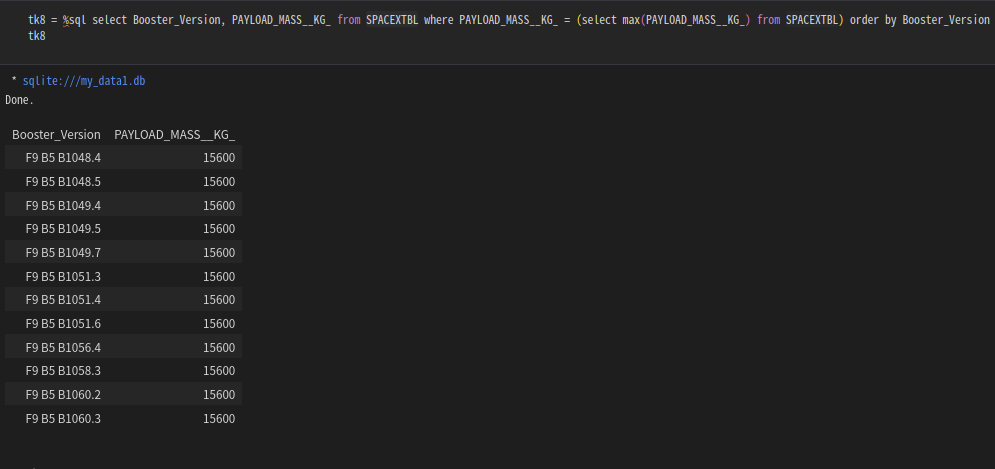 tk8 = %sql select Booster_Version, PAYLOAD_MASS__KG_ from SPACEXTBL where PAYLOAD_MASS__KG_ = (select max(PAYLOAD_MASS__KG_) from SPACEXTBL) order by Booster_Version
tk8
* sqlite:///my_data1.db
Done.
Booster_Version PAYLOAD_MASS__KG_
F9 B5 B1048.4 15600
F9 B5 B1048.5 15600
F9 B5 B1049.4 15600
F9 B5 B1049.5 15600
F9 B5 B1049.7 15600
F9 B5 B1051.3 15600
F9 B5 B1051.4 15600
F9 B5 B1051.6 15600
F9 B5 B1056.4 15600
F9 B5 B1058.3 15600
F9 B5 B1060.2 15600
F9 B5 B1060.3 15600